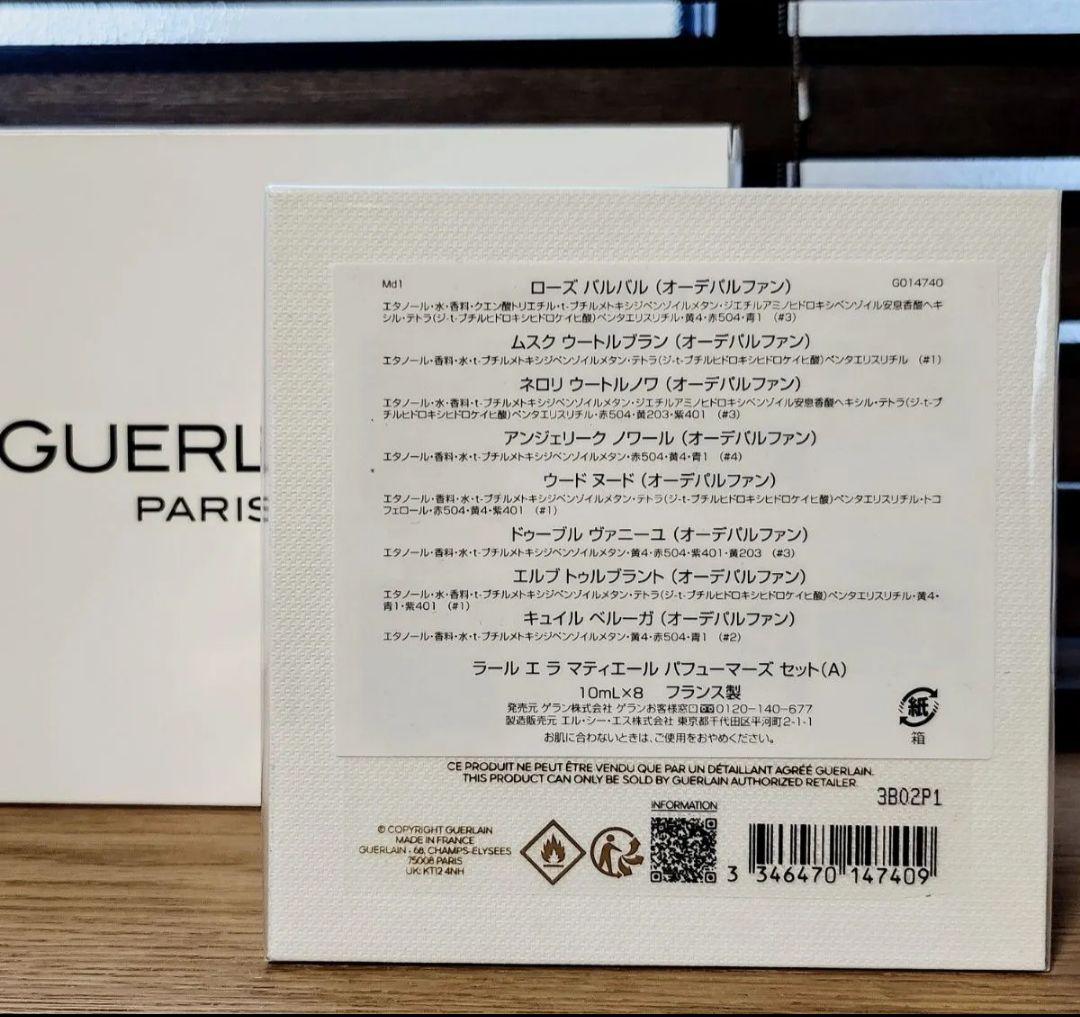 GUERL
PARIS
Md1
ローズ バルバル (オーデパルファン)
G014740
エタノール・水・香料・クエン酸トリエチル・t-ブチルメトキシジベンゾイルメタン・ジエチルアミノヒドロキシベンゾイル安息香酸ヘキ
シル・テトラ(ジ-t-ブチルヒドロキシヒドロケイヒ酸)ペンタエリスリチル・黄4・赤504・青1 (#3)
ムスク ウートルブラン (オーデパルファン)
エタノール・香料・水・t-ブチルメトキシジベンゾイルメタン・テトラ(ジ-t-ブチルヒドロキシヒドロケイヒ酸)ペンタエリスリチル (#1)
ネロリ ウートルノワ (オーデパルファン)
エタノール・水・香料・t-ブチルメトキシジベンゾイルメタン・ジエチルアミノヒドロキシベンゾイル安息香酸ヘキシル・テトラ(ジ-t-ブ
チルヒドロキシヒドロケイヒ酸)ペンタエリスリチル・赤504・黄203・紫401 (#3)
アンジェリーク ノワール (オーデパルファン)
エタノール・香料・水・t-ブチルメトキシジベンゾイルメタン・赤504・黄4・青1 (#4)
ウード ヌード (オーデパルファン)
エタノール・香料・水・t-ブチルメトキシジベンゾイルメタン・テトラ(ジ-t-ブチルヒドロキシヒドロケイヒ酸)ペンタエリスリチル・トコ
フェロール・赤504・黄4・紫401 (#1)
ドゥーブル ヴァニーユ (オーデパルファン)
エタノール・香料・水・t-ブチルメトキシジベンゾイルメタン・黄4・赤504・紫401・黄203 (#3)
エルブ トゥルブラント (オーデパルファン)
エタノール・水・香料・t-ブチルメトキシジベンゾイルメタン・テトラ(ジ-t-ブチルヒドロキシヒドロケイヒ酸)ペンタエリスリチル・黄4・
青1・紫401 (#1)
キュイル ベルーガ (オーデパルファン)
エタノール・香料・水・t-ブチルメトキシジベンゾイルメタン・黄4・赤504・青1 (#2)
ラール エ ラ マティエール パフューマーズ セット(A)
10mL×8 フランス製
発売元 ゲラン株式会社 ゲランお客様窓口 0120-140-677
製造販売元 エル・シー・エス株式会社 東京都千代田区平河町2-1-1
お肌に合わないときは、ご使用をおやめください。
紙
箱
CE PRODUIT NE PEUT ÊTRE VENDU QUE PAR UN DÉTAILLANT AGRÉÉ GUERLAIN.
THIS PRODUCT CAN ONLY BE SOLD BY GUERLAIN AUTHORIZED RETAILER.
3B02P1
INFORMATION
© COPYRIGHT GUERLAIN
MADE IN FRANCE
GUERLAIN - 68, CHAMPS-ELYSEES
75008 PARIS
UK: KT12 4NH
3 346470 147409